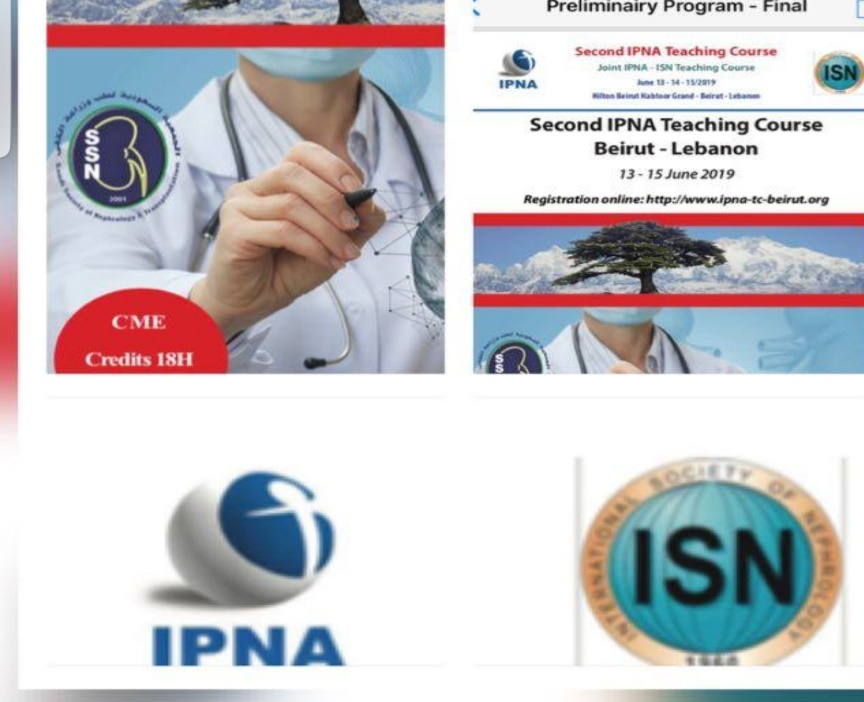 الجمعية السعودية لطب وزراعة الكلى
SSN
2001
Saudi Society of Nephrology & Transplantation
CME
Credits 18H
Preliminairy Program - Final
IPNA
Second IPNA Teaching Course
Joint IPNA - ISN Teaching Course
June 13 - 14 - 15/2019
Hilton Beirut Habtoor Grand - Beirut - Lebanon
ISN
Second IPNA Teaching Course
Beirut - Lebanon
13 - 15 June 2019
Registration online: http://www.ipna-tc-beirut.org
SS
IPNA
INTERNATIONAL SOCIETY OF NEPHROLOGY
ISN
1960